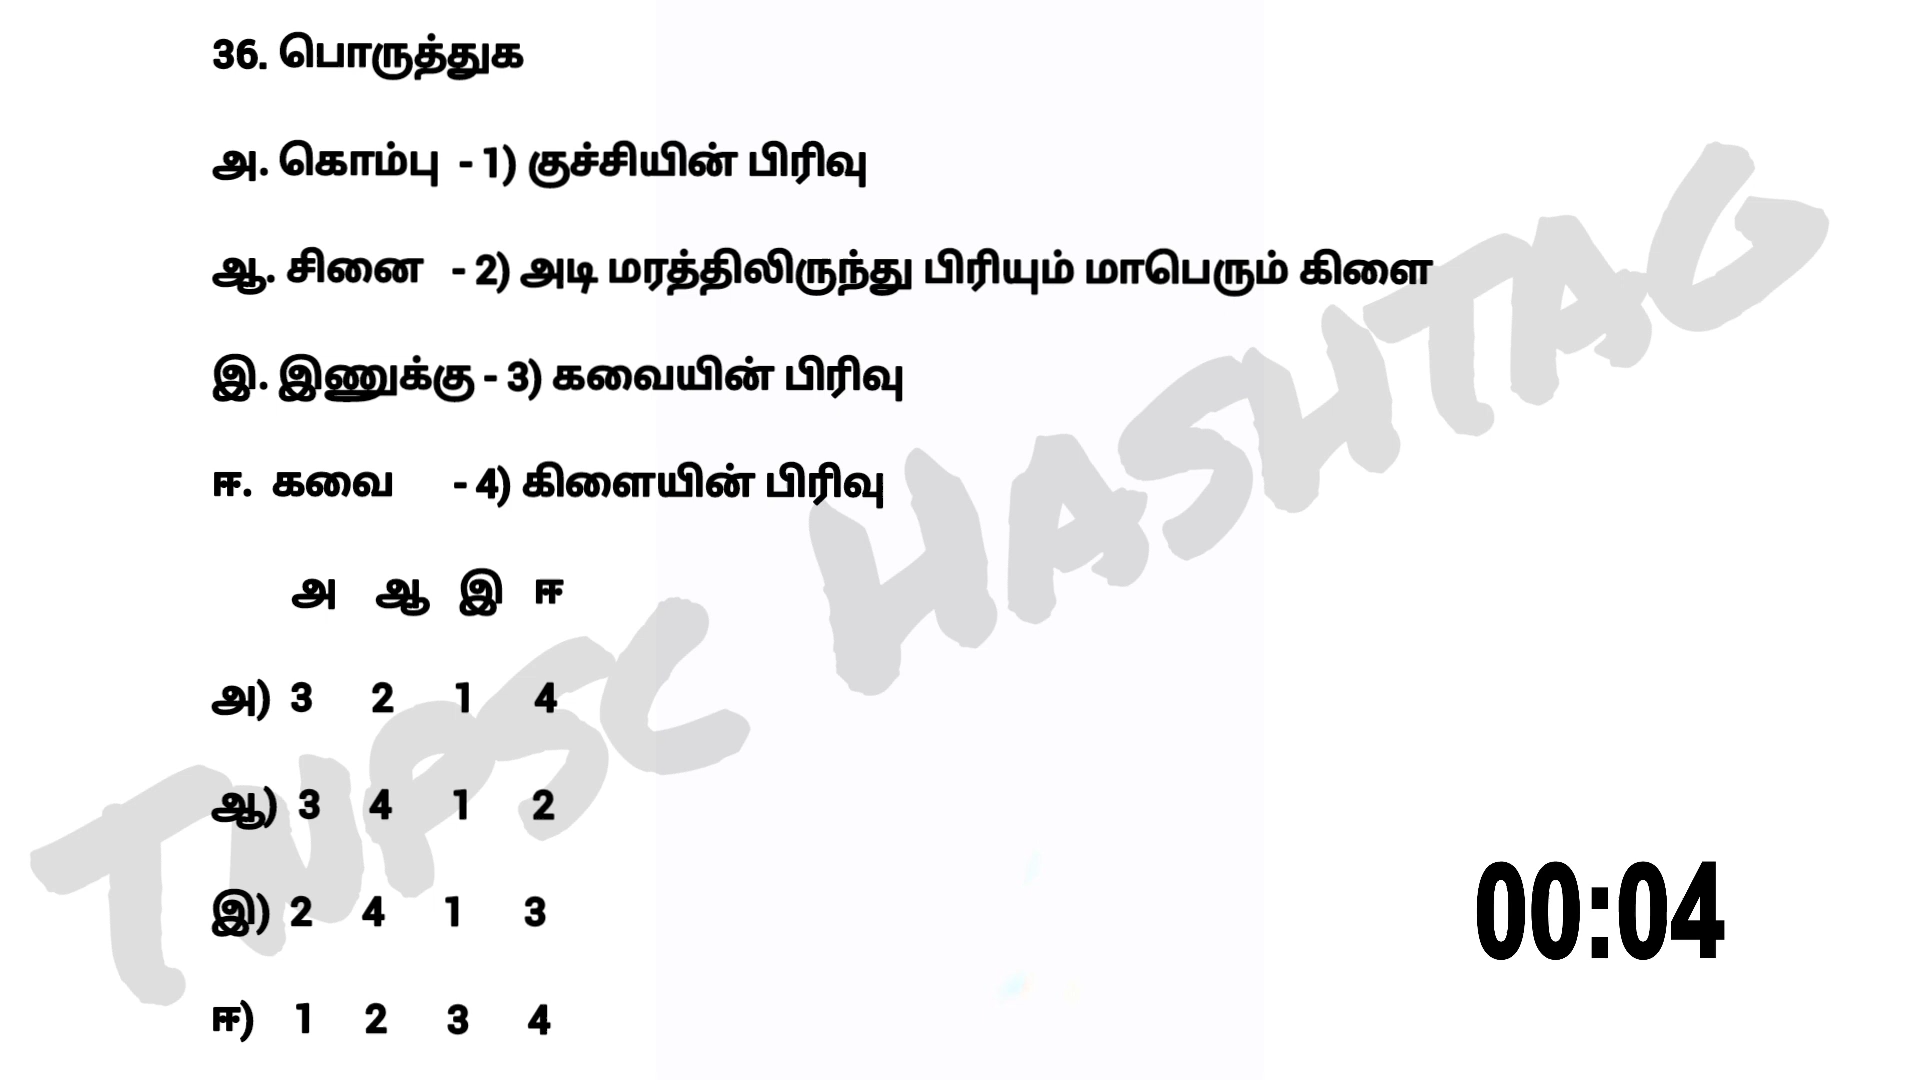 36. பொருத்துக
அ. கொம்பு - 1) குச்சியின் பிரிவு
ஆ. சினை - 2) அடி மரத்திலிருந்து பிரியும் மாபெரும் கிளை
இ. இணுக்கு - 3) கவையின் பிரிவு
ஈ. கவை - 4) கிளையின் பிரிவு
அ ஆ இ ஈ
அ) 3 2 1 4
ஆ) 3 4 1 2
இ) 2 4 1 3
ஈ) 1 2 3 4
00:04
TNPSC HASHTAG